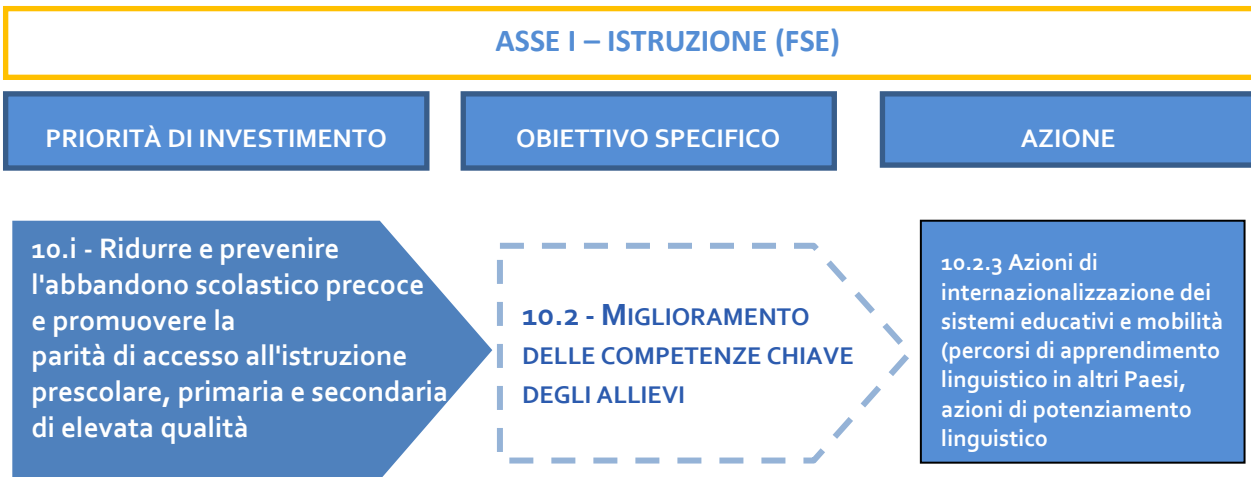 ASSE I – ISTRUZIONE (FSE)
PRIORITÀ DI INVESTIMENTO
OBIETTIVO SPECIFICO
AZIONE
10.i - Ridurre e prevenire
l'abbandono scolastico precoce
e promuovere la
parità di accesso all'istruzione
prescolare, primaria e secondaria
di elevata qualità
10.2 - MIGLIORAMENTO
DELLE COMPETENZE CHIAVE
DEGLI ALLIEVI
10.2.3 Azioni di
internazionalizzazione dei
sistemi educativi e mobilità
(percorsi di apprendimento
linguistico in altri Paesi,
azioni di potenziamento
linguistico